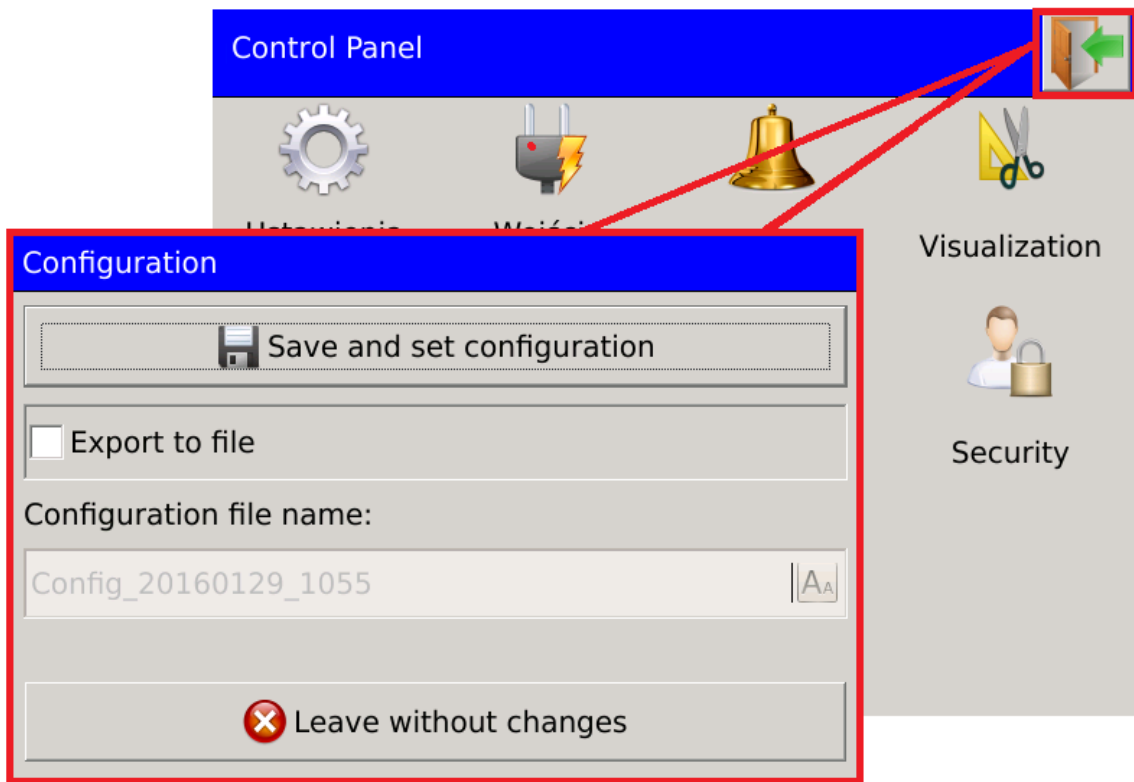 Control Panel
Visualization
Configuration
Save and set configuration
Export to file
Security
Configuration file name:
Config_20160129_1055
Leave without changes